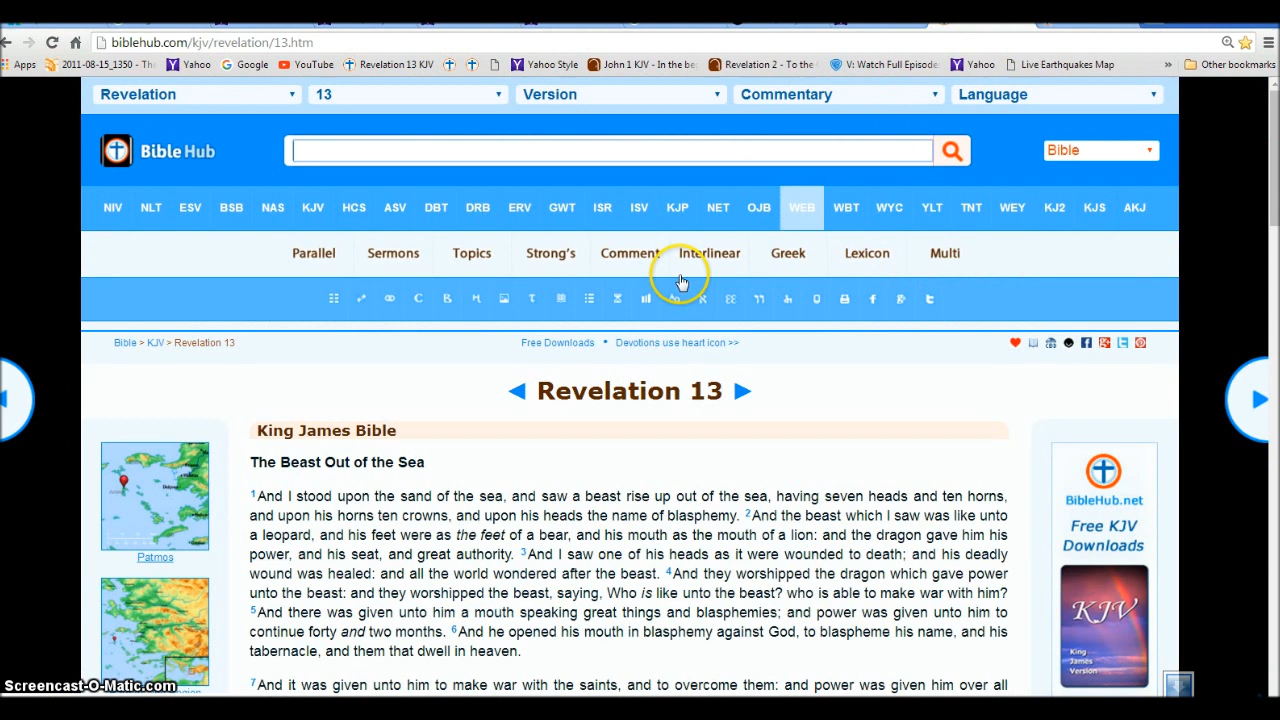 biblehub.com/kjv/revelation/13.htm
Apps 2011-08-15_1350 - Th Yahoo Google YouTube Revelation 13 KJV Yahoo Style John 1 KJV - In the be Revelation 2 - To the V: Watch Full Episode Yahoo Live Earthquakes Map » Other bookmarks
Revelation 13 Version Commentary Language
Bible Hub Bible
NIV NLT ESV BSB NAS KJV HCS ASV DBT DRB ERV GWT ISR ISV KJP NET OJB WEB WBT WYC YLT TNT WEY KJ2 KJS AKJ
Parallel Sermons Topics Strong's Comment Interlinear Greek Lexicon Multi
Bible > KJV > Revelation 13 Free Downloads • Devotions use heart icon >>
◄ Revelation 13 ►
King James Bible
The Beast Out of the Sea
1And I stood upon the sand of the sea, and saw a beast rise up out of the sea, having seven heads and ten horns,
and upon his horns ten crowns, and upon his heads the name of blasphemy. 2And the beast which I saw was like unto
a leopard, and his feet were as the feet of a bear, and his mouth as the mouth of a lion: and the dragon gave him his
power, and his seat, and great authority. 3And I saw one of his heads as it were wounded to death; and his deadly
wound was healed: and all the world wondered after the beast. 4And they worshipped the dragon which gave power
unto the beast: and they worshipped the beast, saying, Who is like unto the beast? who is able to make war with him?
5And there was given unto him a mouth speaking great things and blasphemies; and power was given unto him to
continue forty and two months. 6And he opened his mouth in blasphemy against God, to blaspheme his name, and his
tabernacle, and them that dwell in heaven.
7And it was given unto him to make war with the saints, and to overcome them: and power was given him over all
Patmos
BibleHub.net
Free KJV
Downloads
KJV
King
James
Version
Screencast-O-Matic.com